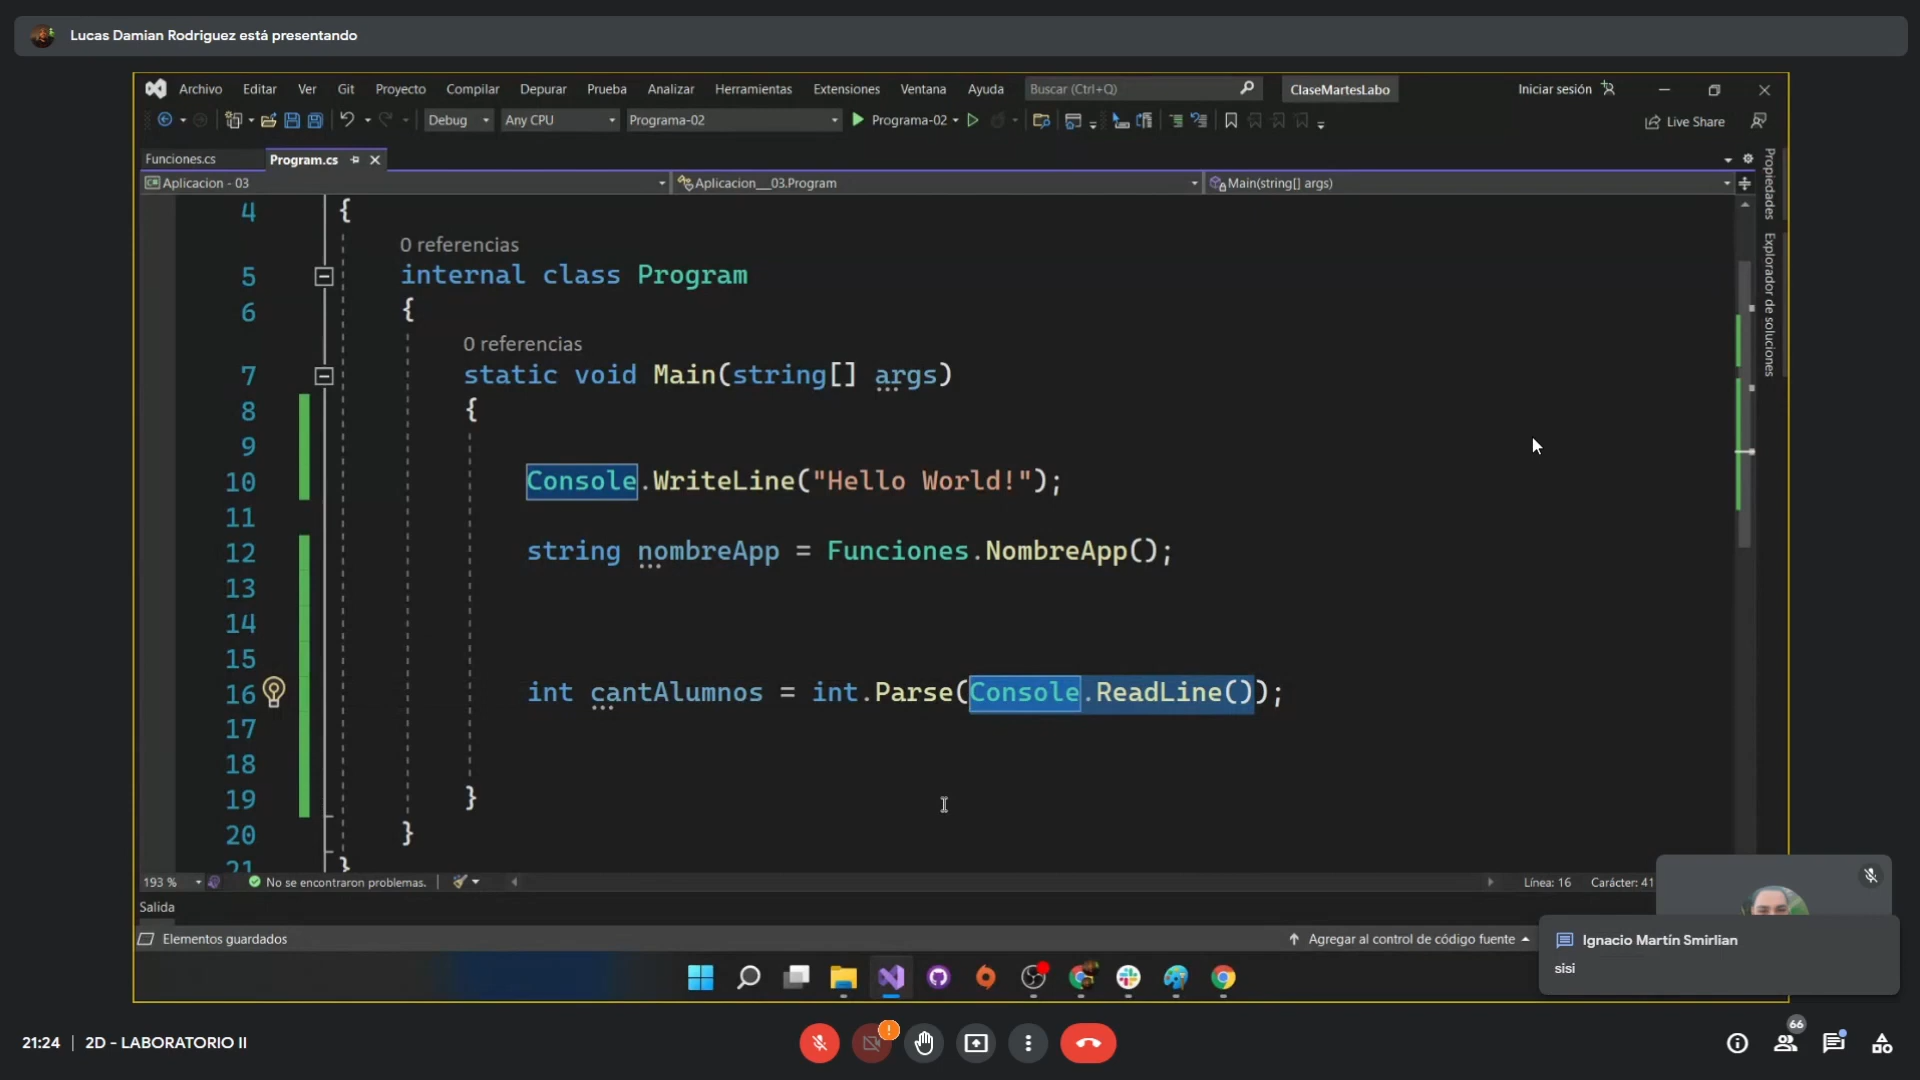 Lucas Damian Rodriguez está presentando
Archivo Editar Ver Git Proyecto Compilar Depurar Prueba Analizar Herramientas Extensiones Ventana Ayuda Buscar (Ctrl+Q) ClaseMartesLabo Iniciar sesión
Debug Any CPU Programa-02 Programa-02 Live Share
Funciones.cs Program.cs
Aplicacion - 03 Aplicacion__03.Program Main(string[] args)
4 {
0 referencias
5 internal class Program
6 {
0 referencias
7 static void Main(string[] args)
8 {
9
10 Console.WriteLine("Hello World!");
11
12 string nombreApp = Funciones.NombreApp();
13
14
15
16 int cantAlumnos = int.Parse(Console.ReadLine());
17
18
19 }
20 }
21 }
Propiedades
Explorador de soluciones
193 % No se encontraron problemas. Línea: 16 Carácter: 41
Salida
Elementos guardados Agregar al control de código fuente
Ignacio Martín Smirlian
sisi
21:24 | 2D - LABORATORIO II
66